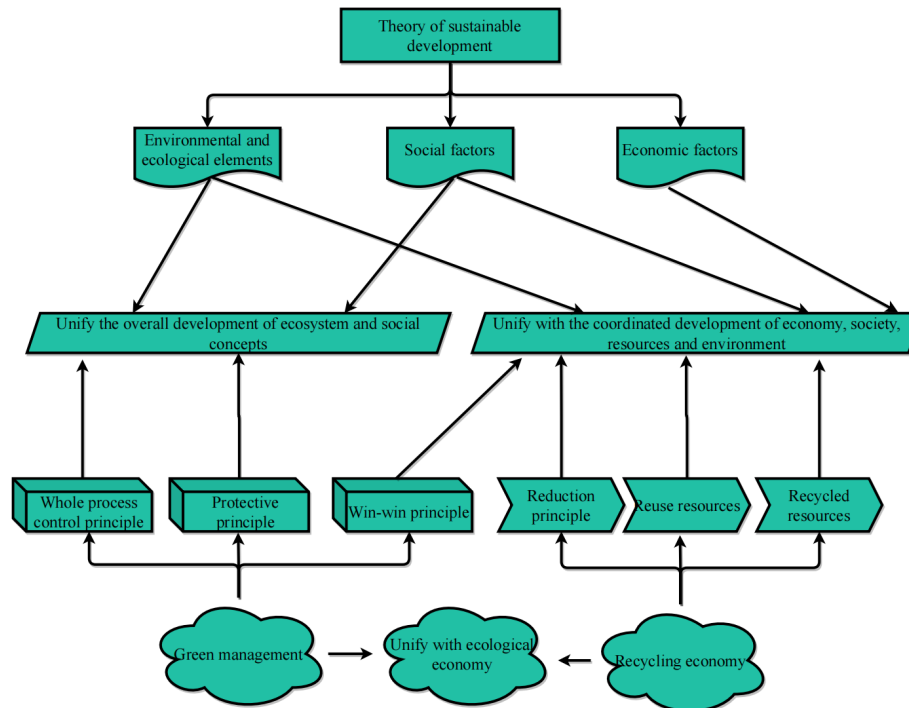 Theory of sustainable
development
Environmental and
ecological elements
Social factors
Economic factors
Unify the overall development of ecosystem and social
concepts
Unify with the coordinated development of economy, society,
resources and environment
Whole process
control principle
Protective
principle
Win-win principle
Reduction
principle
Reuse resources
Recycled
resources
Green management
Unify with ecological
economy
Recycling economy